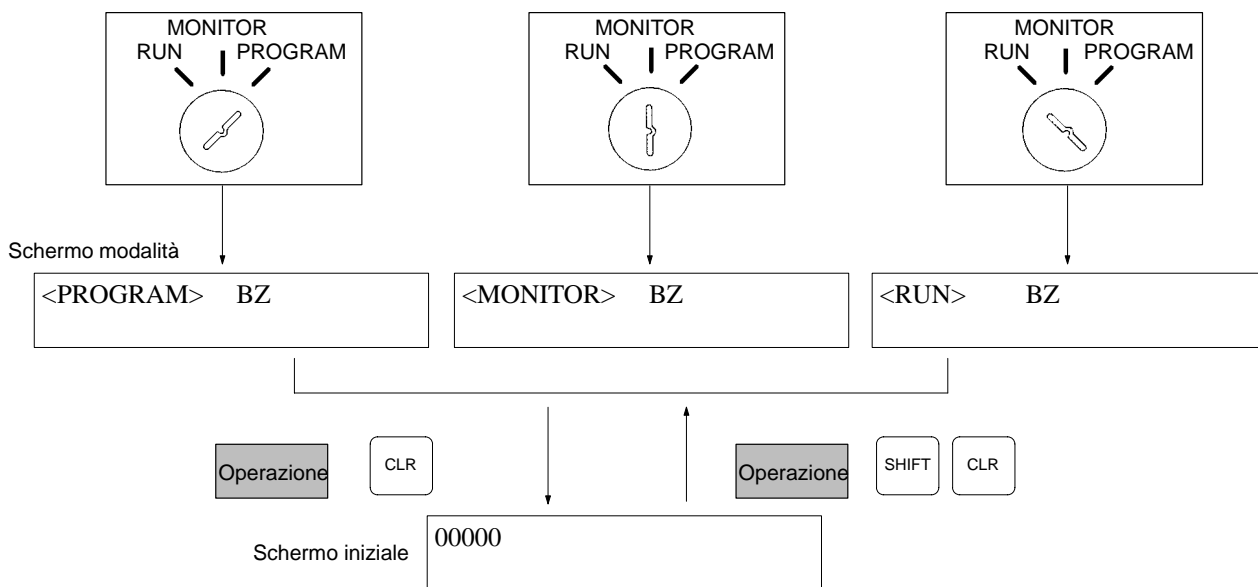 MONITOR
RUN PROGRAM
MONITOR
RUN PROGRAM
MONITOR
RUN PROGRAM
Schermo modalità
<PROGRAM> BZ
<MONITOR> BZ
<RUN> BZ
Operazione
CLR
Operazione
SHIFT
CLR
Schermo iniziale
00000